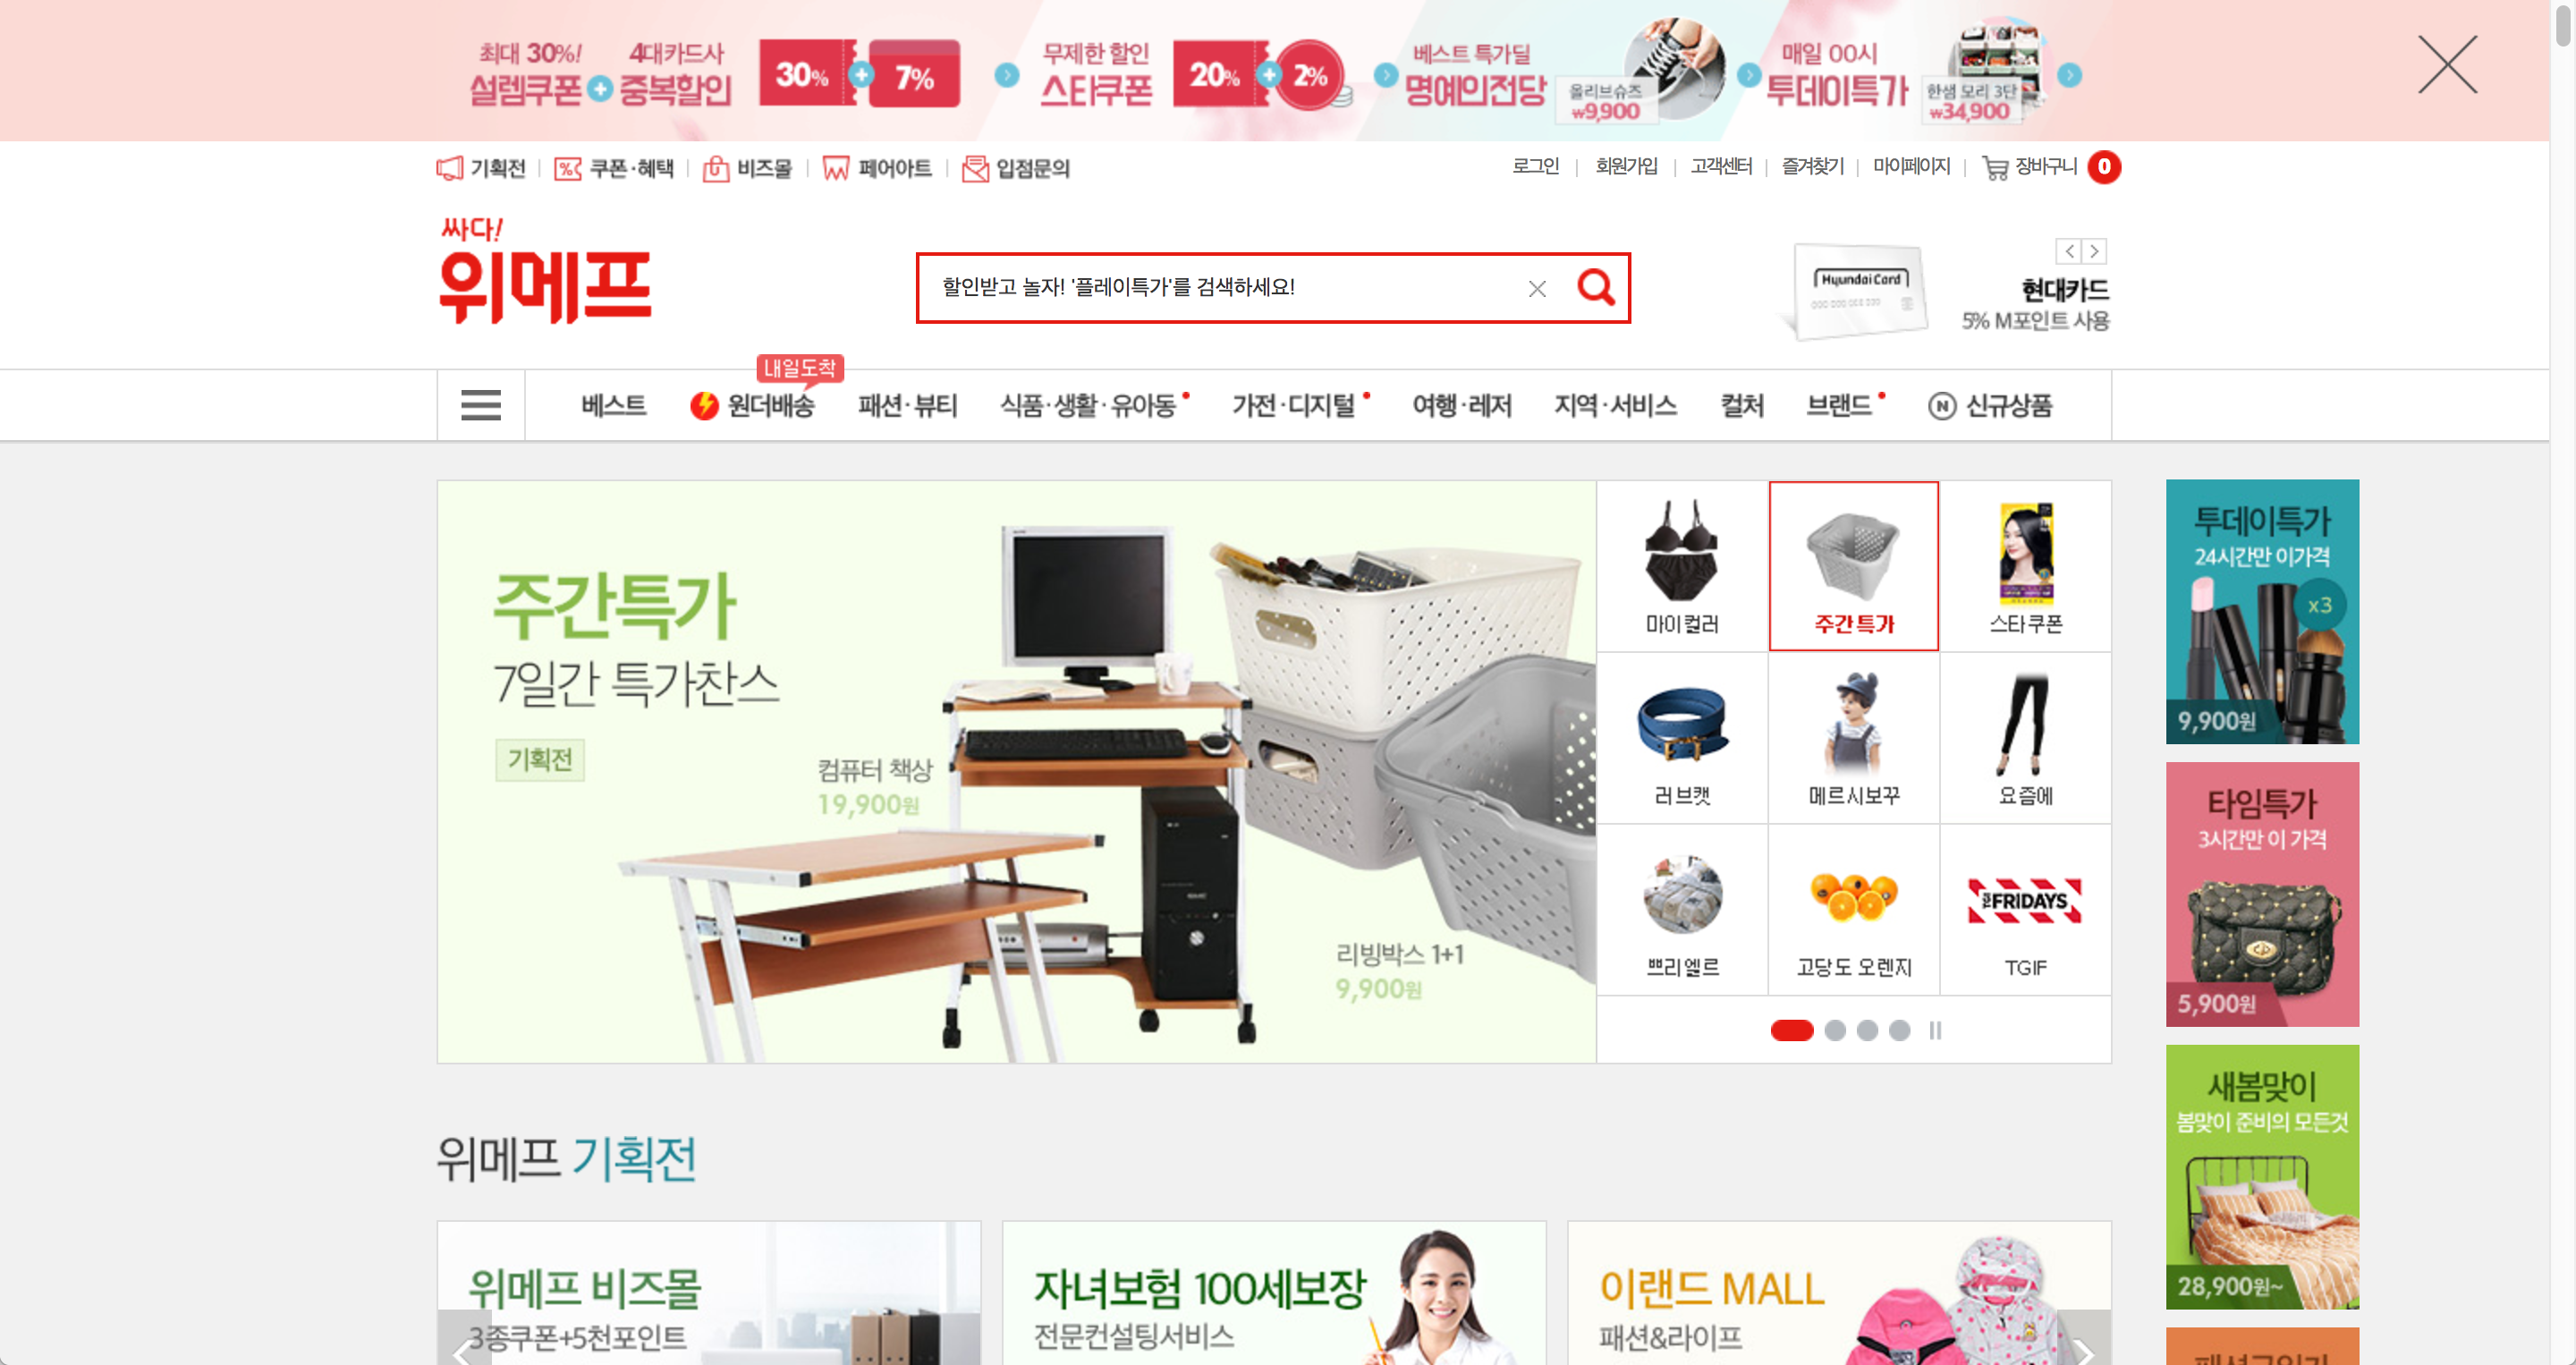 최대 30%!
설렘쿠폰
4대카드사
중복할인
30%
7%
무제한 할인
스타쿠폰
20%
2%
베스트 특가딜
명예의전당
올리브슈즈
₩9,900
매일 00시
투데이특가
한샘 모리 3단
₩34,900
기획전
쿠폰·혜택
비즈몰
페어아트
입점문의
로그인
회원가입
고객센터
즐겨찾기
마이페이지
장바구니
0
싸다!
위메프
할인받고 놀자! '플레이특가'를 검색하세요!
HyundaiCard
현대카드
5% M포인트 사용
내일도착
베스트
원더배송
패션·뷰티
식품·생활·유아동
가전·디지털
여행·레저
지역·서비스
컬처
브랜드
N 신규상품
주간특가
7일간 특가찬스
기획전
컴퓨터 책상
19,900원
리빙박스 1+1
9,900원
마이컬러
주간특가
스타쿠폰
러브캣
메르시보꾸
요즘에
쁘리엘르
고당도 오렌지
TGI FRIDAYS
TGIF
투데이특가
24시간만 이가격
x3
9,900원
타임특가
3시간만 이 가격
5,900원
새봄맞이
봄맞이 준비의 모든것
28,900원~
위메프 기획전
위메프 비즈몰
3종쿠폰+5천포인트
자녀보험 100세보장
전문컨설팅서비스
이랜드 MALL
패션&라이프